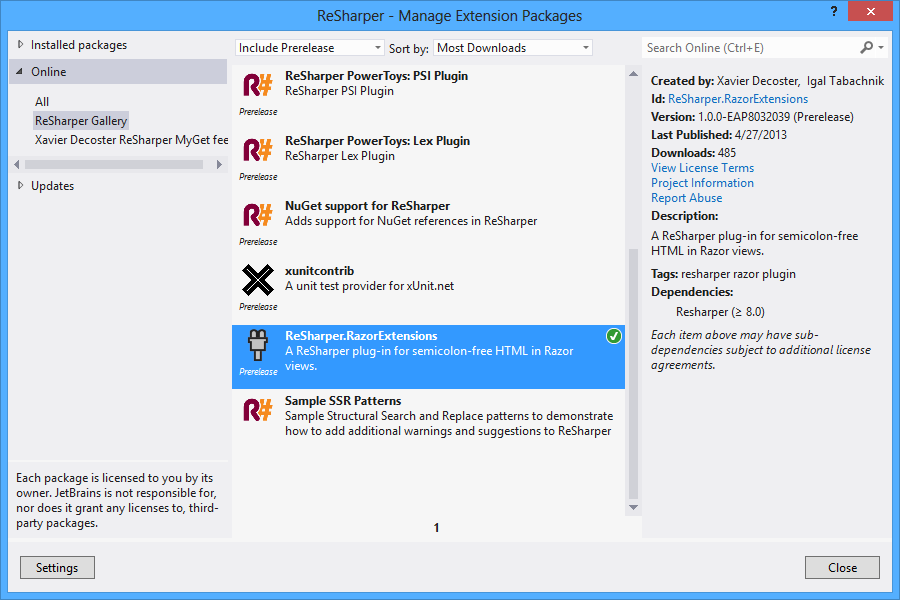 ReSharper - Manage Extension Packages
?
Installed packages
Online
All
ReSharper Gallery
Xavier Decoster ReSharper MyGet fee
Updates
Each package is licensed to you by its
owner. JetBrains is not responsible for,
nor does it grant any licenses to, third-
party packages.
Include Prerelease
Sort by:
Most Downloads
R#
ReSharper PowerToys: PSI Plugin
ReSharper PSI Plugin
Prerelease
R#
ReSharper PowerToys: Lex Plugin
ReSharper Lex Plugin
Prerelease
R#
NuGet support for ReSharper
Adds support for NuGet references in ReSharper
Prerelease
xunitcontrib
A unit test provider for xUnit.net
Prerelease
ReSharper.RazorExtensions
A ReSharper plug-in for semicolon-free HTML in Razor
views.
Prerelease
R#
Sample SSR Patterns
Sample Structural Search and Replace patterns to demonstrate
how to add additional warnings and suggestions to ReSharper
1
Search Online (Ctrl+E)
Created by: Xavier Decoster, Igal Tabachnik
Id: ReSharper.RazorExtensions
Version: 1.0.0-EAP8032039 (Prerelease)
Last Published: 4/27/2013
Downloads: 485
View License Terms
Project Information
Report Abuse
Description:
A ReSharper plug-in for semicolon-free
HTML in Razor views.
Tags: resharper razor plugin
Dependencies:
Resharper (≥ 8.0)
Each item above may have sub-
dependencies subject to additional license
agreements.
Settings
Close